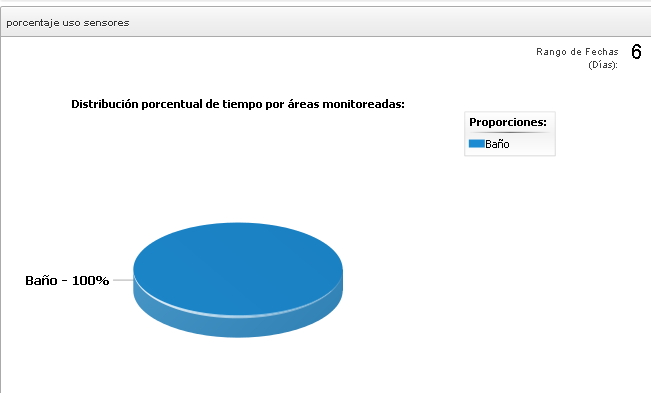 porcentaje uso sensores
Rango de Fechas 6
(Días):
Distribución porcentual de tiempo por áreas monitoreadas:
Proporciones:
Baño
Baño - 100%